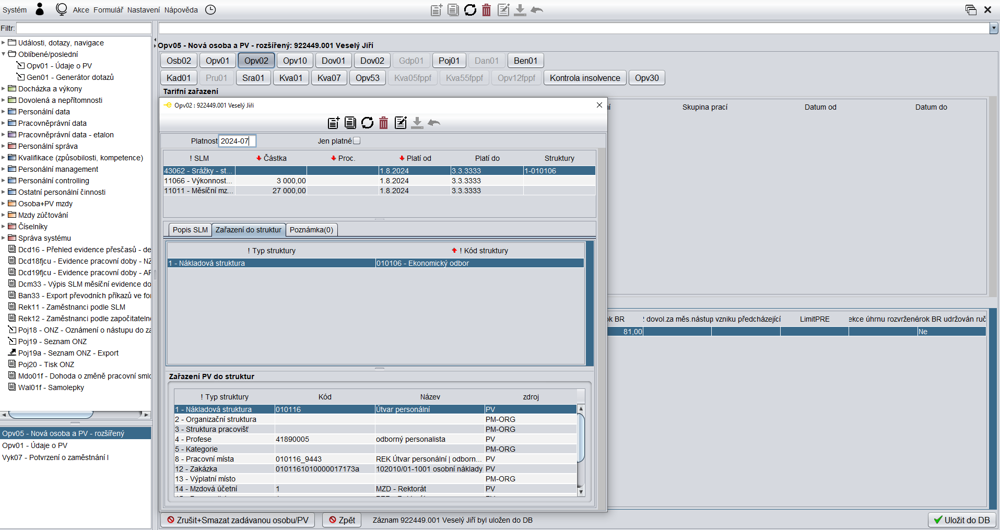 Systém Akce Formulář Nastavení Nápověda
Filtr:
Události, dotazy, navigace
Oblíbené/poslední
Opv01 - Údaje o PV
Gen01 - Generátor dotazů
Docházka a výkony
Dovolená a nepřítomnosti
Personální data
Pracovněprávní data
Pracovněprávní data - etalon
Personální správa
Kvalifikace (způsobilosti, kompetence)
Personální management
Personální controlling
Ostatní personální činnosti
Osoba+PV mzdy
Mzdy zúčtování
Číselníky
Správa systému
Dcd16 - Přehled evidence přesčasů - de
Dcd18fjcu - Evidence pracovní doby - NZ
Dcd19fjcu - Evidence pracovní doby - AF
Dcm33 - Výpis SLM měsíční evidence do
Ban33 - Export převodních příkazů ve for
Rek11 - Zaměstnanci podle SLM
Rek12 - Zaměstnanci podle započitateln
Poj18 - ONZ - Oznámení o nástupu do za
Poj19 - Seznam ONZ
Poj19a - Seznam ONZ - Export
Poj20 - Tisk ONZ
Mdo01f - Dohoda o změně pracovní smlo
Wal01f - Samolepky
Opv05 - Nová osoba a PV - rozšířený
Opv01 - Údaje o PV
Vyk07 - Potvrzení o zaměstnání I
Opv05 - Nová osoba a PV - rozšířený: 922449.001 Veselý Jiří
Osb02 Opv01 Opv02 Opv10 Dov01 Dov02 Gdp01 Poj01 Dan01 Ben01
Kad01 Pru01 Sra01 Kva01 Kva07 Opv53 Kva05fppf Kva55fppf Opv12fppf Kontrola insolvence Opv30
Tarifní zařazení
Skupina prací Datum od Datum do
Opv02 : 922449.001 Veselý Jiří
Platnost 2024-07 Jen platné
! SLM Částka Proc. Platí od Platí do Struktury
43062 - Srážky - st... 1.8.2024 3.3.3333 1-010106
11066 - Výkonnost... 3 000,00 1.8.2024 3.3.3333
11011 - Měsíční mz... 27 000,00 1.8.2024 3.3.3333
Popis SLM Zařazení do struktur Poznámka(0)
! Typ struktury ! Kód struktury
1 - Nákladová struktura 010106 - Ekonomický odbor
Zařazení PV do struktur
! Typ struktury Kód Název zdroj
1 - Nákladová struktura 010116 Útvar personální PV
2 - Organizační struktura PM-ORG
3 - Struktura pracovišť PM-ORG
4 - Profese 41890005 odborný personalista PV
5 - Kategorie PM-ORG
8 - Pracovní místa 010116_9443 REK Útvar personální | odborn... PV
12 - Zakázka 0101161010000017173a 102010/01-1001 osobní náklady PV
13 - Výplatní místo PM-ORG
14 - Mzdová účetní 1 MZD - Rektorát PV
ok BR dovol.za měs.nástup vzniku předcházející LimitPRE ekce úhrnu rozvržené rok BR udržován ruč
81,00 Ne
Zrušit+Smazat zadávanou osobu/PV Zpět Záznam 922449.001 Veselý Jiří byl uložen do DB Uložit do DB